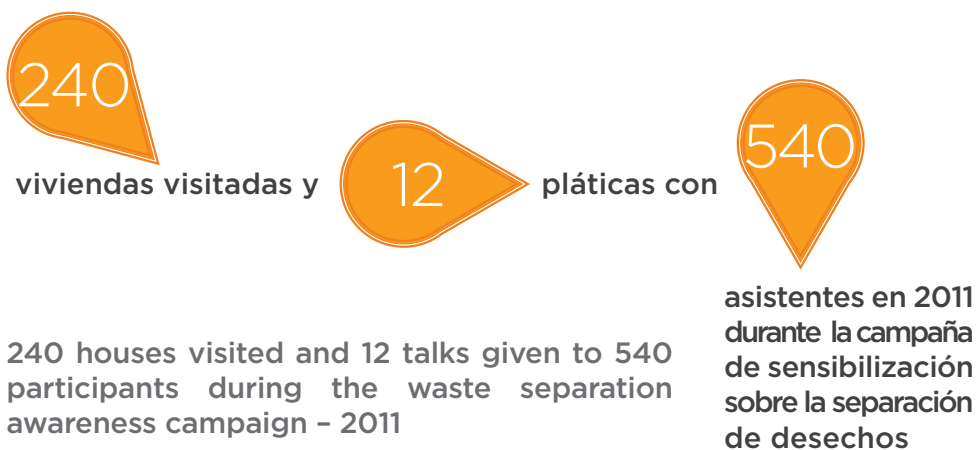 240
viviendas visitadas y
12
pláticas con
540
asistentes en 2011
durante la campaña
de sensibilización
sobre la separación
de desechos
240 houses visited and 12 talks given to 540
participants during the waste separation
awareness campaign – 2011